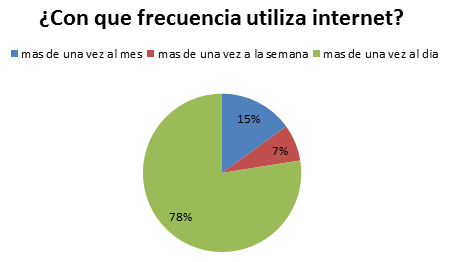 ¿Con que frecuencia utiliza internet?
mas de una vez al mes mas de una vez a la semana mas de una vez al dia
15%
7%
78%